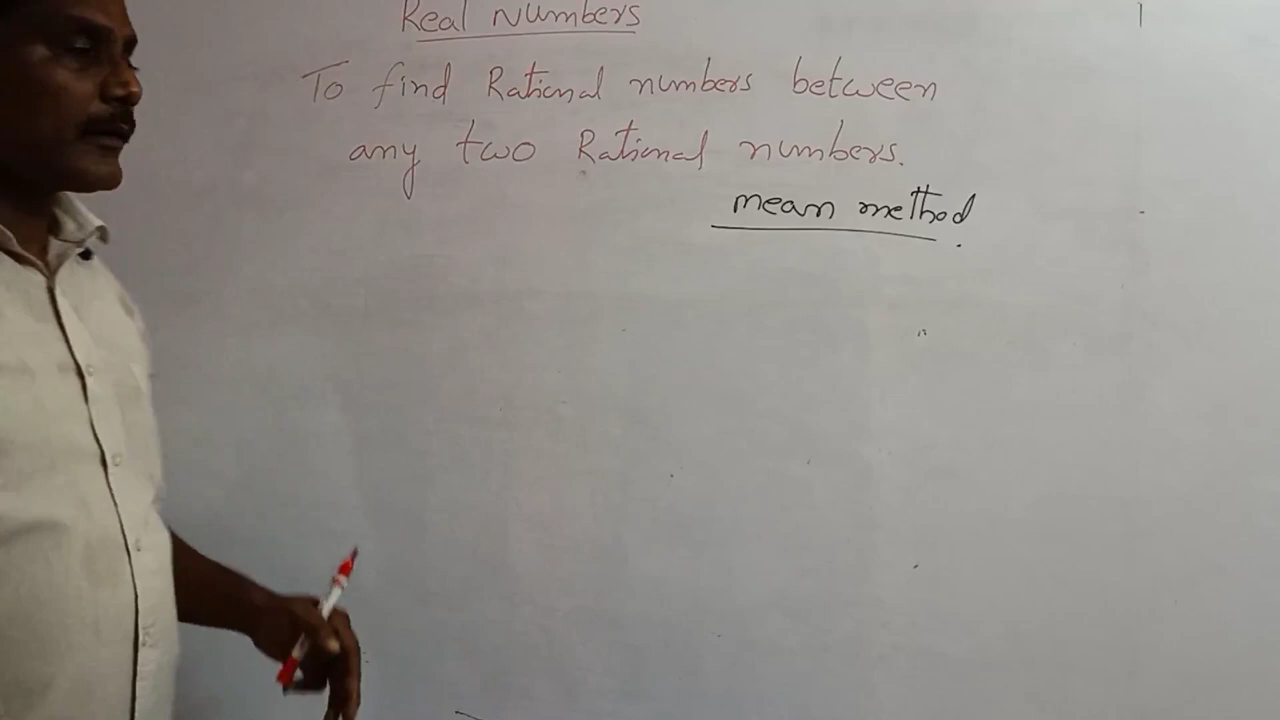 Real Numbers
To find Rational numbers between
any two Rational numbers.
mean method